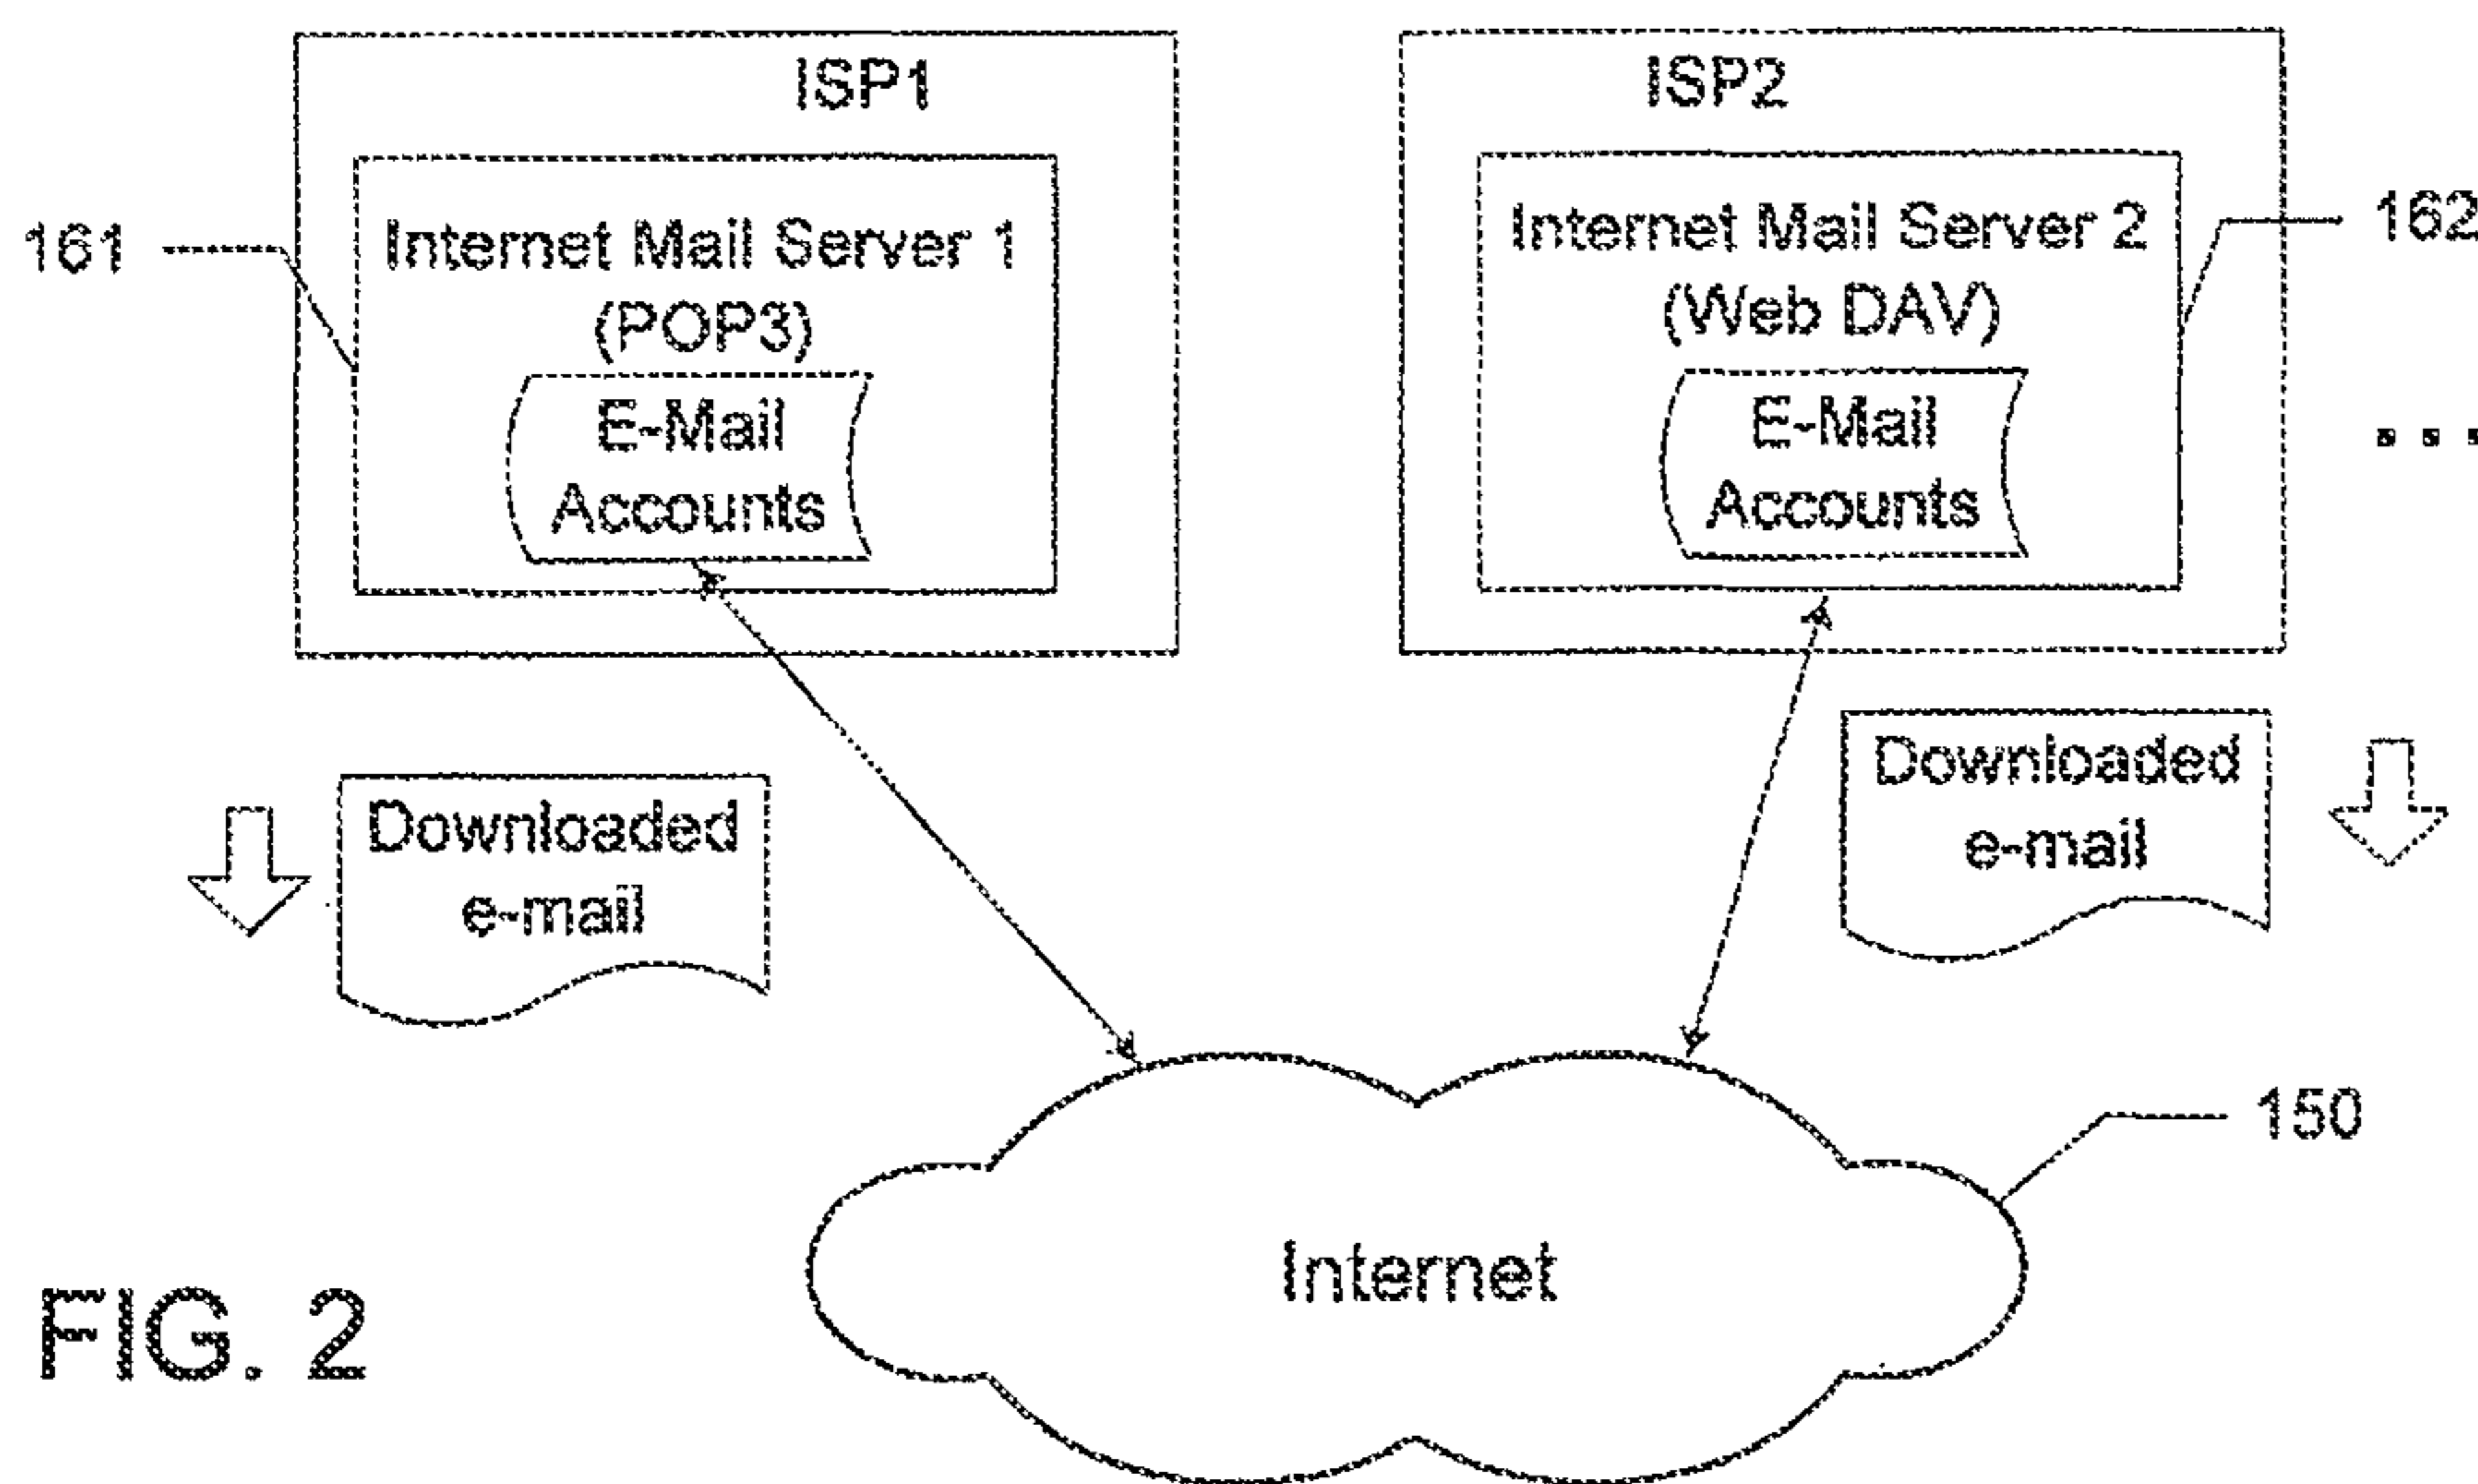 ISP1
ISP2
161
Internet Mail Server 1
(POP3)
E-Mail
Accounts
Internet Mail Server 2
(Web DAV)
E-Mail
Accounts
162
...
Downloaded
e-mail
Downloaded
e-mail
150
Internet
FIG. 2